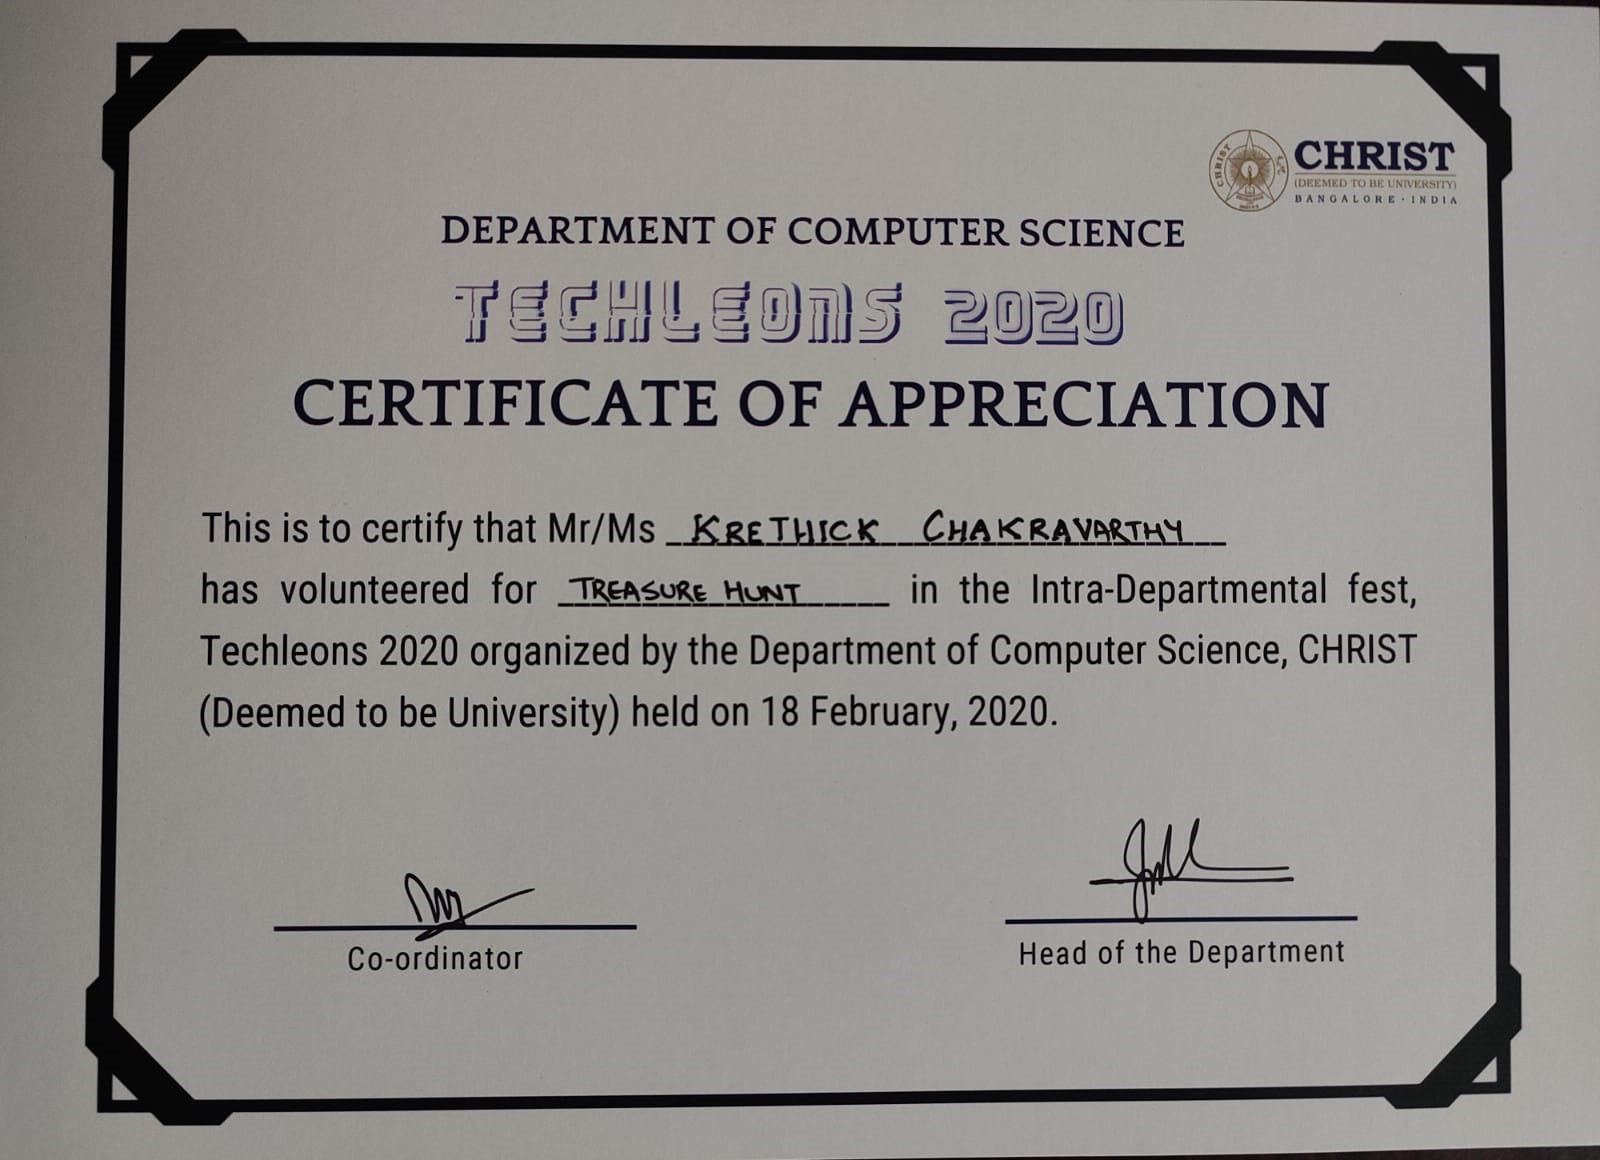 CHRIST
(DEEMED TO BE UNIVERSITY)
BANGALORE · INDIA
DEPARTMENT OF COMPUTER SCIENCE
TECHLEONS 2020
CERTIFICATE OF APPRECIATION
This is to certify that Mr/Ms KRETHICK CHAKRAVARTHY
has volunteered for TREASURE HUNT in the Intra-Departmental fest,
Techleons 2020 organized by the Department of Computer Science, CHRIST
(Deemed to be University) held on 18 February, 2020.
Co-ordinator
Head of the Department